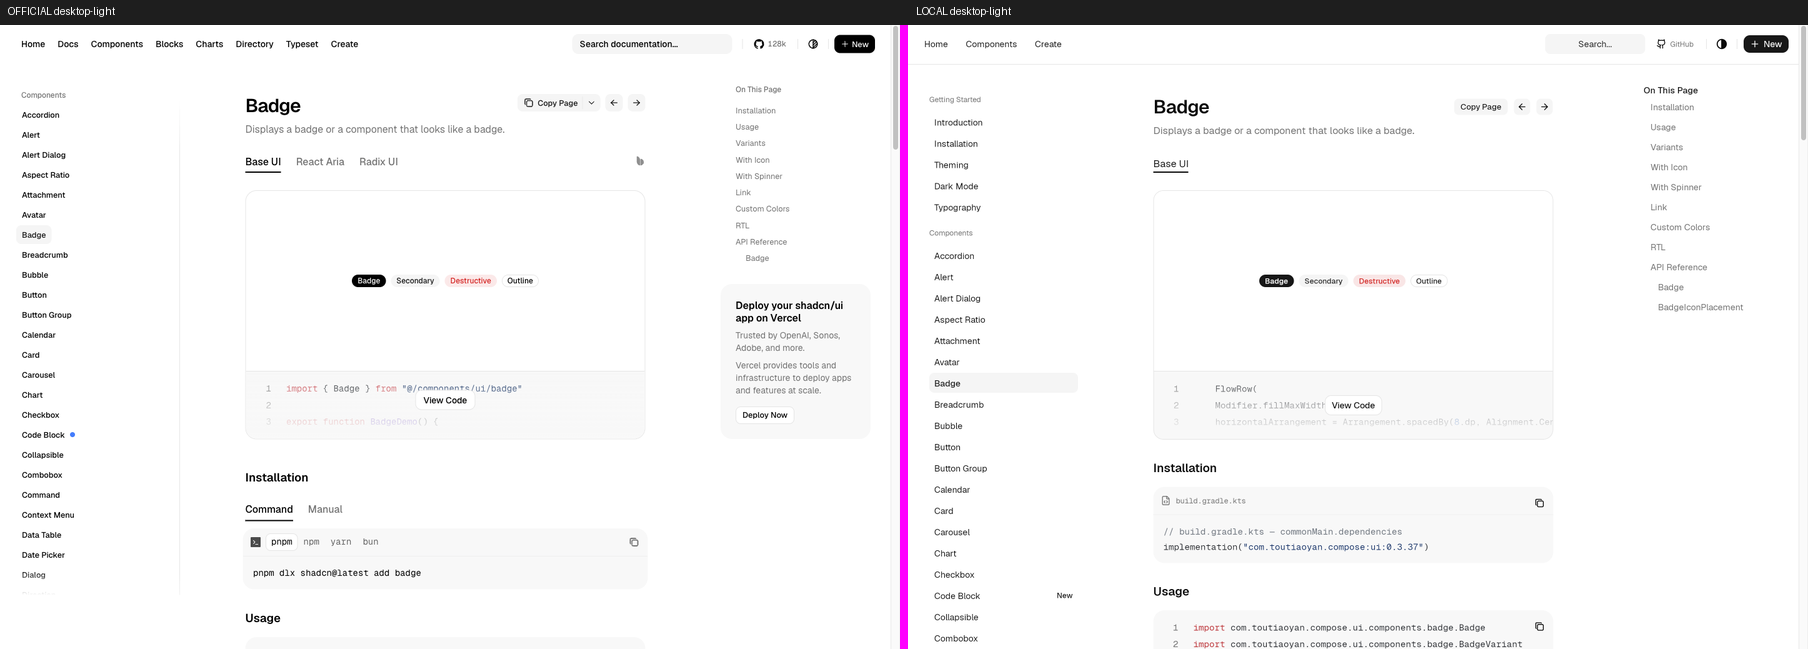 OFFICIAL desktop-light
Home Docs Components Blocks Charts Directory Typeset Create
Search documentation...
128k
+ New
Components
Accordion
Alert
Alert Dialog
Aspect Ratio
Attachment
Avatar
Badge
Breadcrumb
Bubble
Button
Button Group
Calendar
Card
Carousel
Chart
Checkbox
Code Block
Collapsible
Combobox
Command
Context Menu
Data Table
Date Picker
Dialog
Badge
Copy Page
Displays a badge or a component that looks like a badge.
Base UI React Aria Radix UI
Badge Secondary Destructive Outline
1 import { Badge } from "@/components/ui/badge"
2
View Code
3 export function BadgeDemo() {
Installation
Command Manual
pnpm npm yarn bun
pnpm dlx shadcn@latest add badge
Usage
On This Page
Installation
Usage
Variants
With Icon
With Spinner
Link
Custom Colors
RTL
API Reference
Badge
Deploy your shadcn/ui
app on Vercel
Trusted by OpenAI, Sonos,
Adobe, and more.
Vercel provides tools and
infrastructure to deploy apps
and features at scale.
Deploy Now
LOCAL desktop-light
Home Components Create
Search...
GitHub
+ New
Getting Started
Introduction
Installation
Theming
Dark Mode
Typography
Components
Accordion
Alert
Alert Dialog
Aspect Ratio
Attachment
Avatar
Badge
Breadcrumb
Bubble
Button
Button Group
Calendar
Card
Carousel
Chart
Checkbox
Code Block New
Collapsible
Combobox
Badge
Copy Page
Displays a badge or a component that looks like a badge.
Base UI
Badge Secondary Destructive Outline
1 FlowRow(
2 Modifier.fillMaxWidth
View Code
3 horizontalArrangement = Arrangement.spacedBy(8.dp, Alignment.Cen
Installation
build.gradle.kts
// build.gradle.kts — commonMain.dependencies
implementation("com.toutiaoyan.compose:ui:0.3.37")
Usage
1 import com.toutiaoyan.compose.ui.components.badge.Badge
2 import com.toutiaoyan.compose.ui.components.badge.BadgeVariant
On This Page
Installation
Usage
Variants
With Icon
With Spinner
Link
Custom Colors
RTL
API Reference
Badge
BadgeIconPlacement